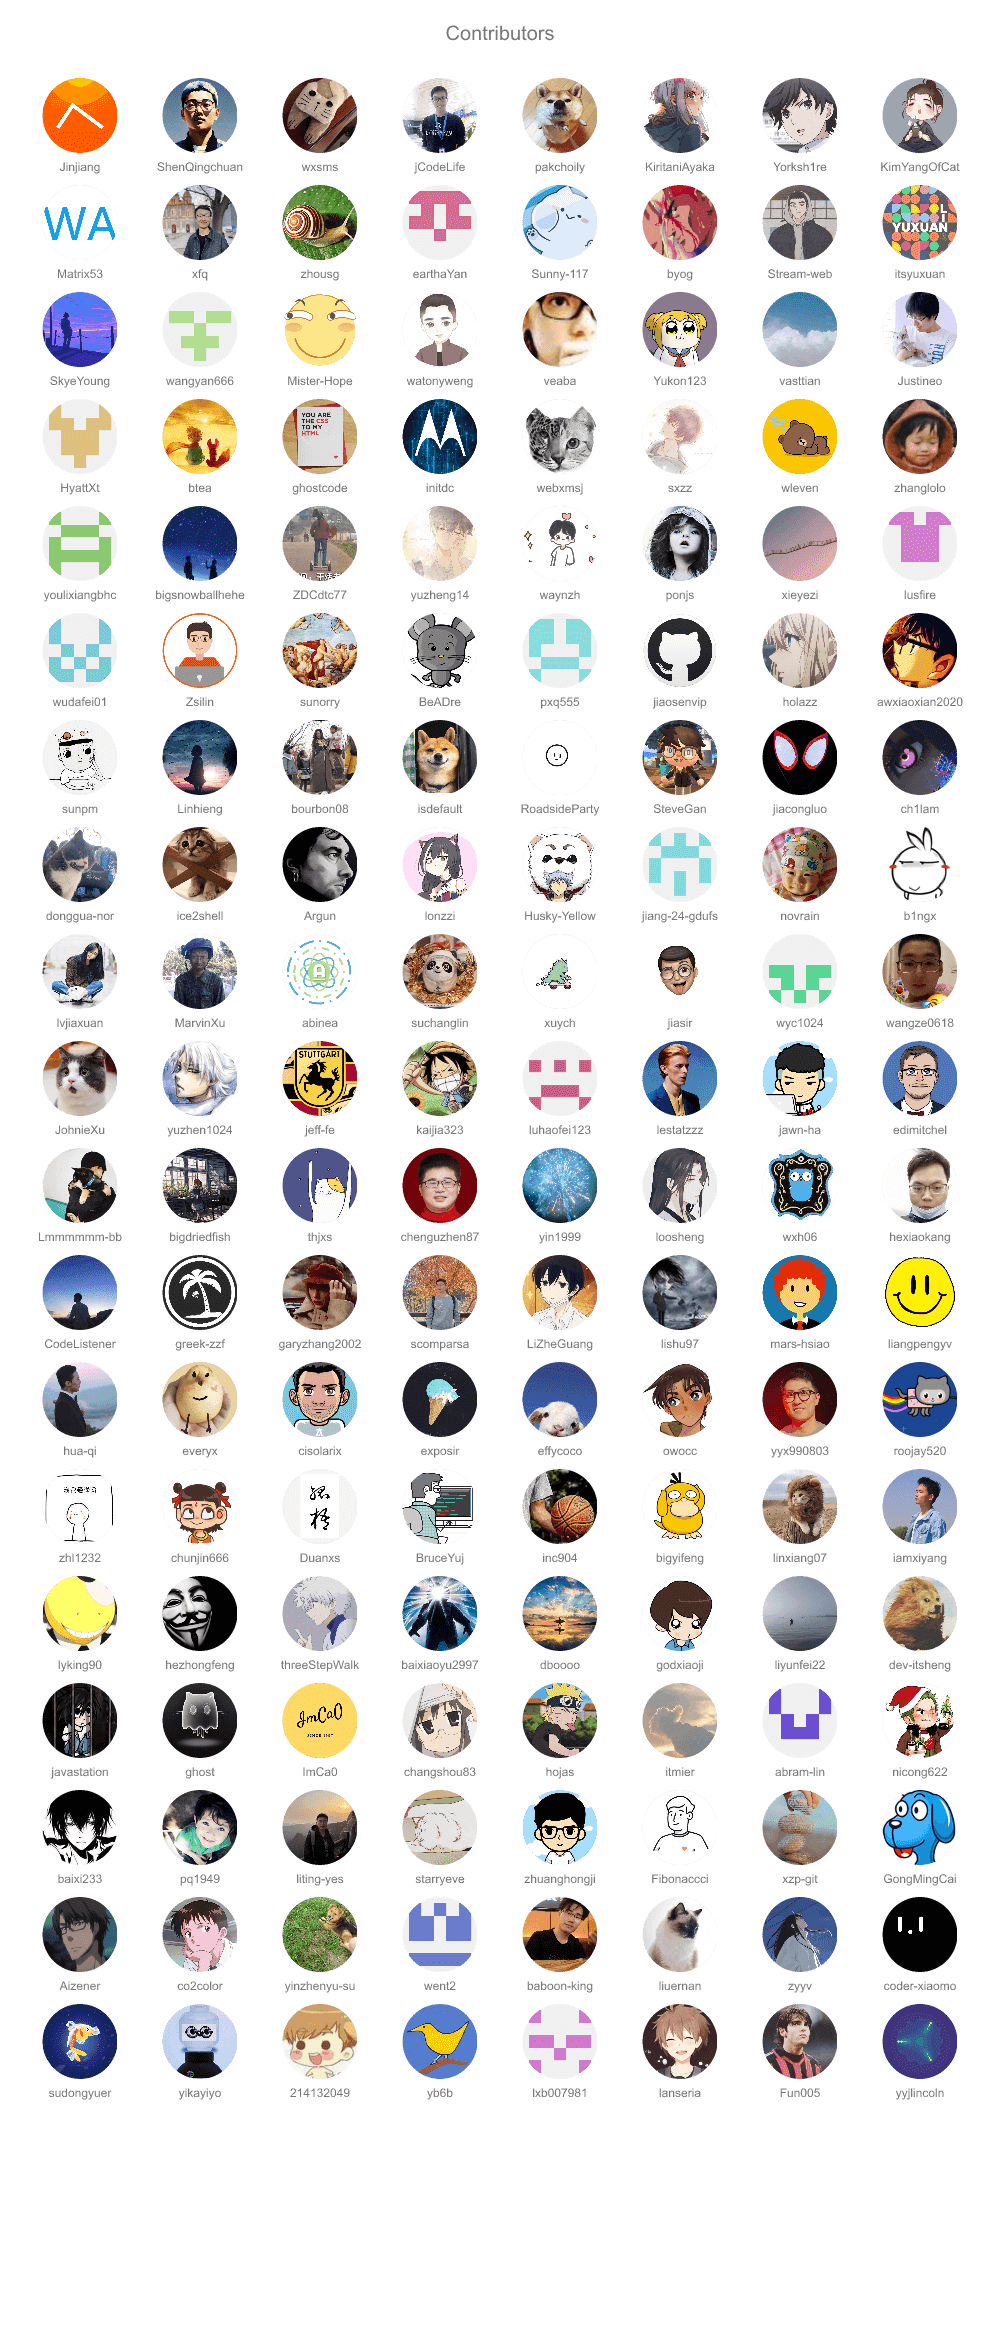 Contributors
Jinjiang ShenQingchuan wxsms jCodeLife pakchoily KiritaniAyaka Yorksh1re KimYangOfCat
WA
LIU
YUXUAN
Matrix53 xfq zhousg earthaYan Sunny-117 byog Stream-web itsyuxuan
SkyeYoung wangyan666 Mister-Hope watonyweng veaba Yukon123 vasttian Justineo
YOU ARE
THE CSS
TO MY
HTML
HyattXt btea ghostcode initdc webxmsj sxzz wleven zhanglolo
youlixiangbhc bigsnowballhehe ZDCdtc77 yuzheng14 waynzh ponjs xieyezi lusfire
wudafei01 Zsilin sunorry BeADre pxq555 jiaosenvip holazz awxiaoxian2020
sunpm Linhieng bourbon08 isdefault RoadsideParty SteveGan jiacongluo ch1lam
donggua-nor ice2shell Argun lonzzi Husky-Yellow jiang-24-gdufs novrain b1ngx
A
lvjiaxuan MarvinXu abinea suchanglin xuych jiasir wyc1024 wangze0618
STUTTGART
JohnieXu yuzhen1024 jeff-fe kaijia323 luhaofei123 lestatzzz jawn-ha edimitchel
Lmmmmmm-bb bigdriedfish thjxs chenguzhen87 yin1999 loosheng wxh06 hexiaokang
CodeListener greek-zzf garyzhang2002 scomparsa LiZheGuang lishu97 mars-hsiao liangpengyv
hua-qi everyx cisolarix exposir effycoco owocc yyx990803 roojay520
zhl1232 chunjin666 Duanxs BruceYuj inc904 bigyifeng linxiang07 iamxiyang
lyking90 hezhongfeng threeStepWalk baixiaoyu2997 dboooo godxiaoji liyunfei22 dev-itsheng
JmCa0
javastation ghost ImCa0 changshou83 hojas itmier abram-lin nicong622
baixi233 pq1949 liting-yes starryeve zhuanghongji Fibonaccci xzp-git GongMingCai
Aizener co2color yinzhenyu-su went2 baboon-king liuernan zyyv coder-xiaomo
sudongyuer yikayiyo 214132049 yb6b lxb007981 lanseria Fun005 yyjlincoln